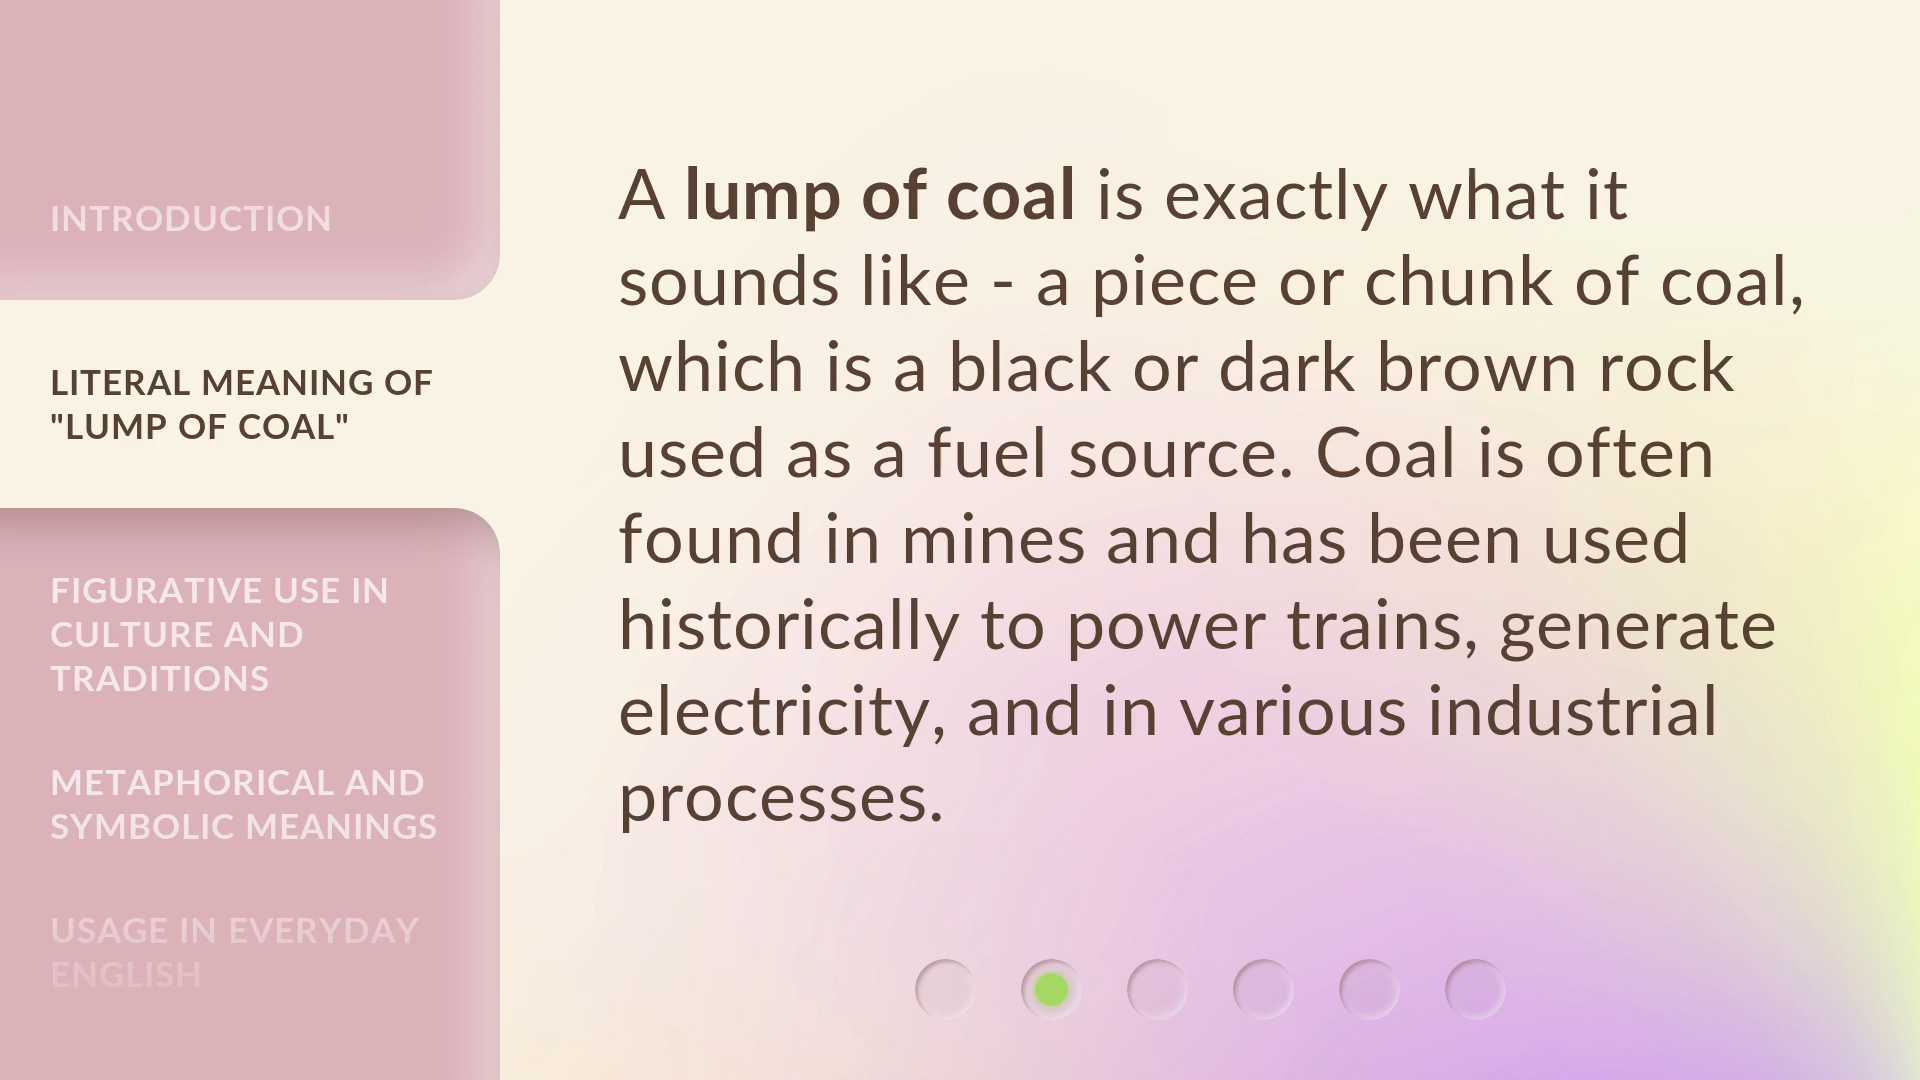 INTRODUCTION
LITERAL MEANING OF
"LUMP OF COAL"
FIGURATIVE USE IN
CULTURE AND
TRADITIONS
METAPHORICAL AND
SYMBOLIC MEANINGS
USAGE IN EVERYDAY
ENGLISH
A lump of coal is exactly what it
sounds like - a piece or chunk of coal,
which is a black or dark brown rock
used as a fuel source. Coal is often
found in mines and has been used
historically to power trains, generate
electricity, and in various industrial
processes.